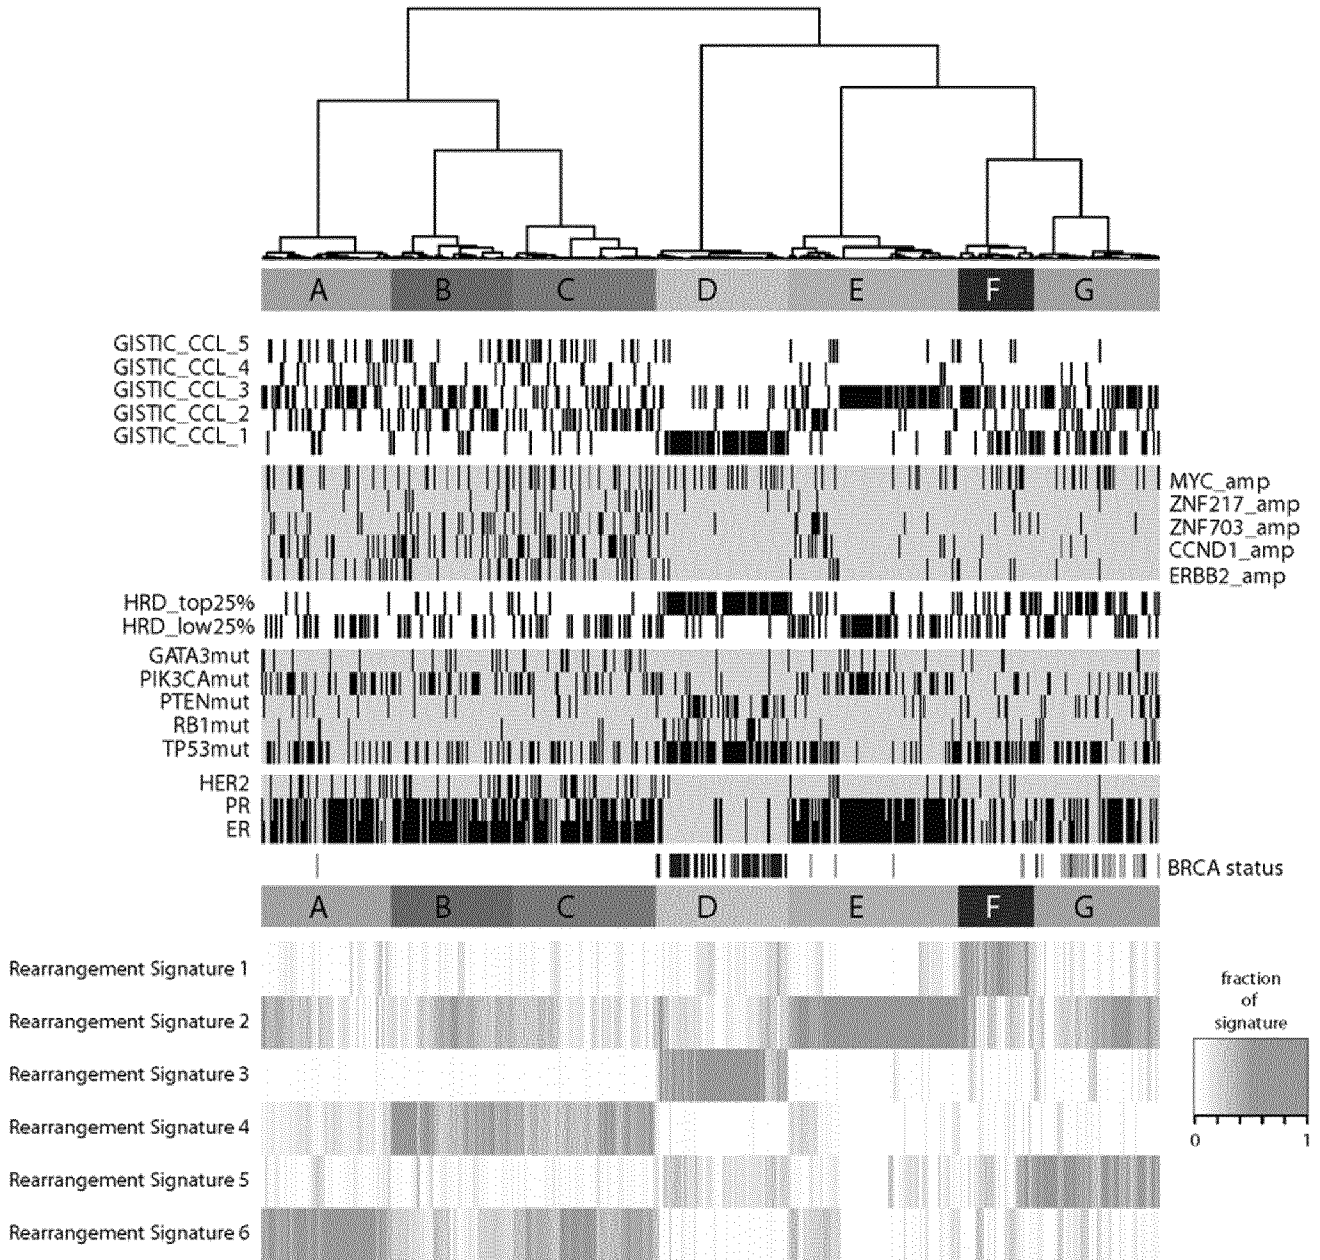 A B C D E F G
GISTIC_CCL_5
GISTIC_CCL_4
GISTIC_CCL_3
GISTIC_CCL_2
GISTIC_CCL_1
MYC_amp
ZNF217_amp
ZNF703_amp
CCND1_amp
ERBB2_amp
HRD_top25%
HRD_low25%
GATA3mut
PIK3CAmut
PTENmut
RB1mut
TP53mut
HER2
PR
ER
BRCA status
A B C D E F G
Rearrangement Signature 1
Rearrangement Signature 2
Rearrangement Signature 3
Rearrangement Signature 4
Rearrangement Signature 5
Rearrangement Signature 6
fraction
of
signature
0 1